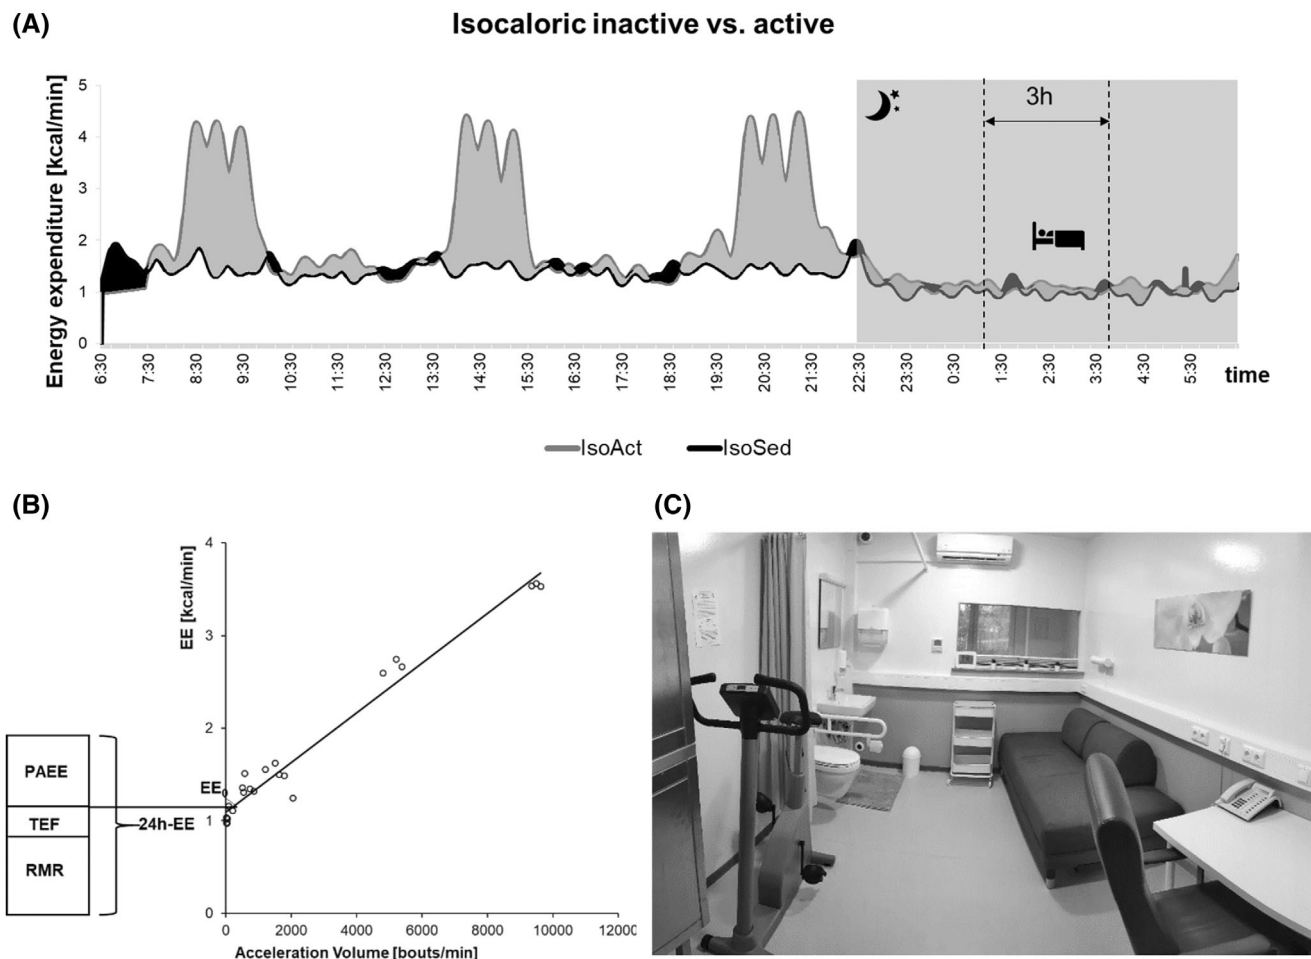 (A)
Isocaloric inactive vs. active
Energy expenditure [kcal/min]
5
4
3
2
1
0
3h
6:30
7:30
8:30
9:30
10:30
11:30
12:30
13:30
14:30
15:30
16:30
17:30
18:30
19:30
20:30
21:30
22:30
23:30
0:30
1:30
2:30
3:30
4:30
5:30
time
IsoAct
IsoSed
(B)
EE [kcal/min]
4
3
2
1
0
EE
PAEE
TEF
RMR
24h-EE
0
2000
4000
6000
8000
10000
12000
Acceleration Volume [bouts/min]
(C)